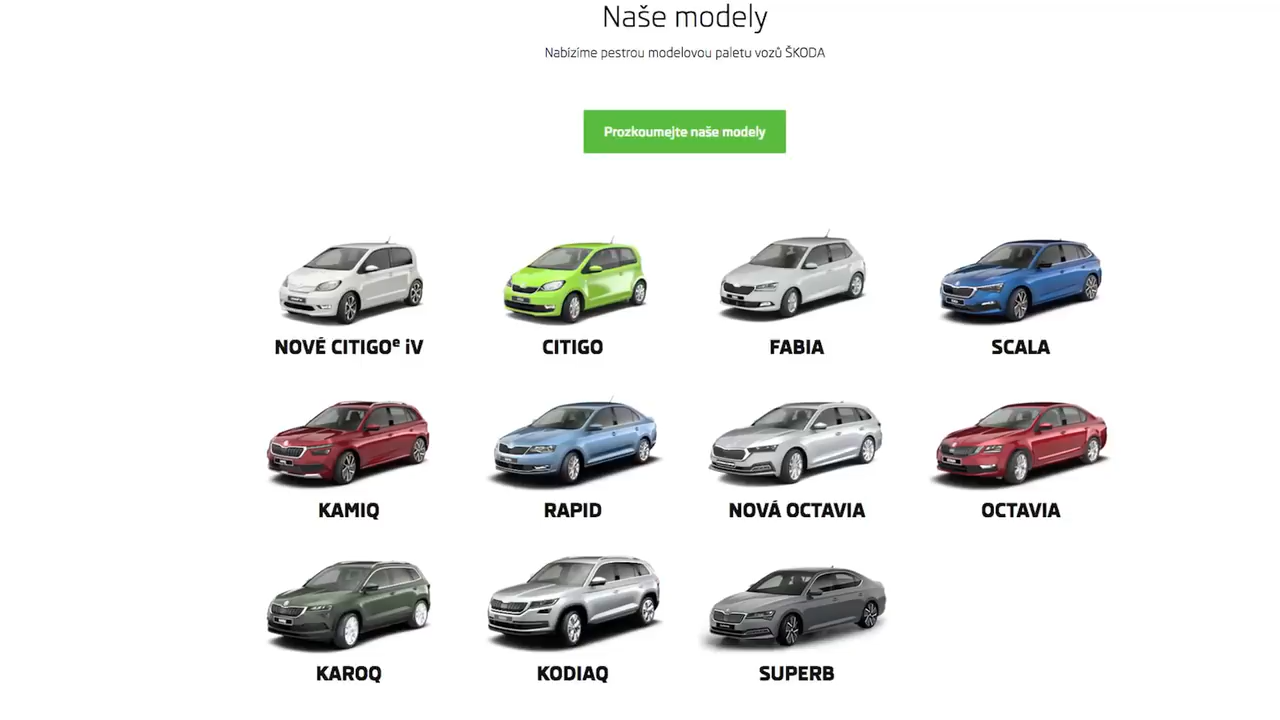 Naše modely
Nabízíme pestrou modelovou paletu vozů ŠKODA
Prozkoumejte naše modely
NOVÉ CITIGOᵉ iV
CITIGO
FABIA
SCALA
KAMIQ
RAPID
NOVÁ OCTAVIA
OCTAVIA
KAROQ
KODIAQ
SUPERB